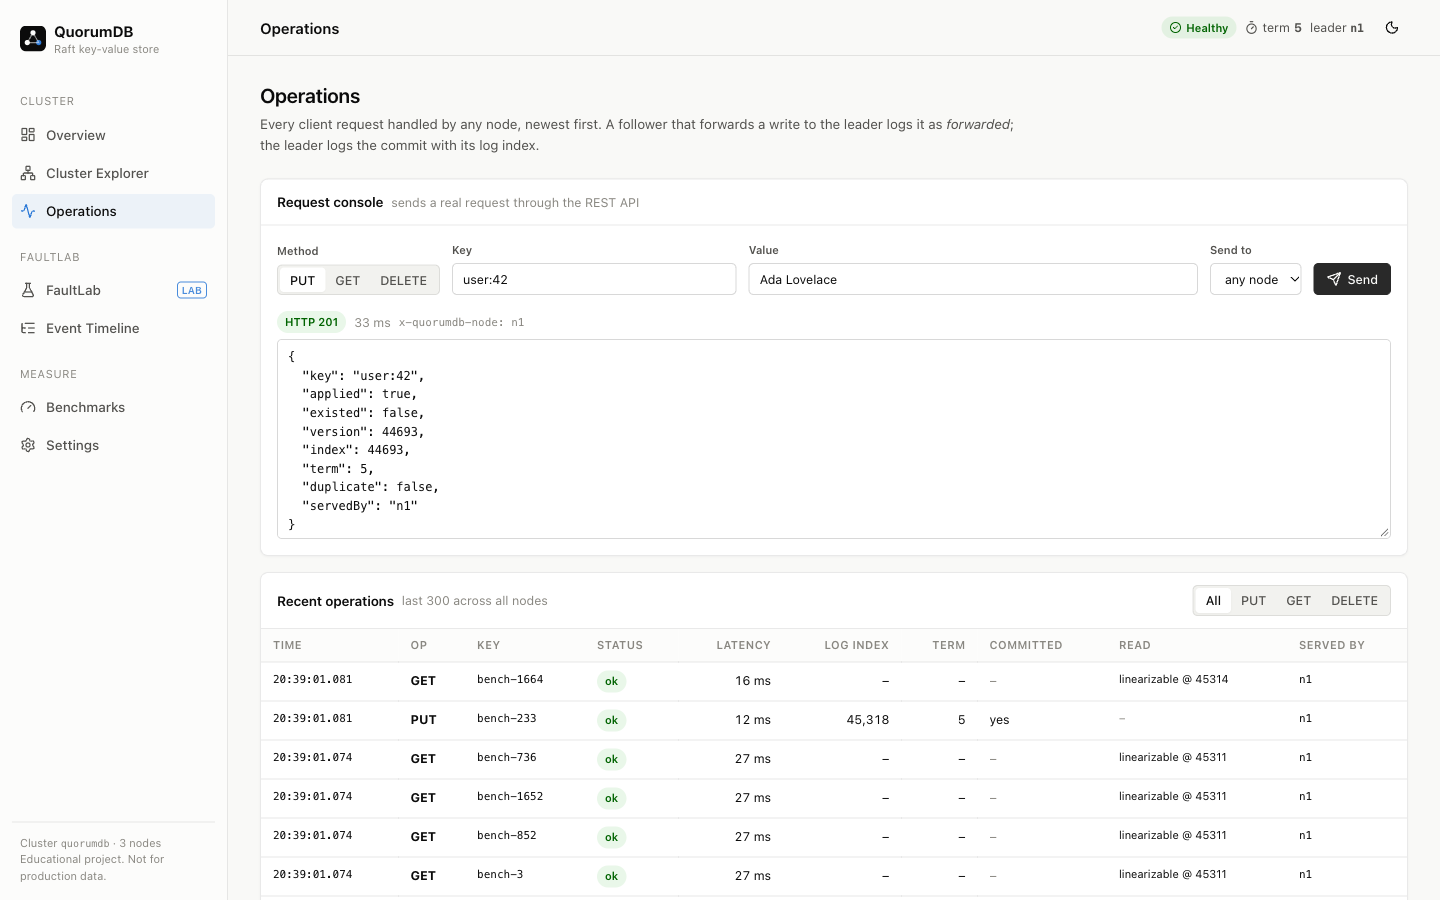 QuorumDB
Raft key-value store
CLUSTER
Overview
Cluster Explorer
Operations
FAULTLAB
FaultLab LAB
Event Timeline
MEASURE
Benchmarks
Settings
Cluster quorumdb · 3 nodes
Educational project. Not for
production data.
Operations
Healthy term 5 leader n1
Operations
Every client request handled by any node, newest first. A follower that forwards a write to the leader logs it as forwarded;
the leader logs the commit with its log index.
Request console sends a real request through the REST API
Method Key Value Send to
PUT GET DELETE user:42 Ada Lovelace any node Send
HTTP 201 33 ms x-quorumdb-node: n1
{
"key": "user:42",
"applied": true,
"existed": false,
"version": 44693,
"index": 44693,
"term": 5,
"duplicate": false,
"servedBy": "n1"
}
Recent operations last 300 across all nodes All PUT GET DELETE
TIME OP KEY STATUS LATENCY LOG INDEX TERM COMMITTED READ SERVED BY
20:39:01.081 GET bench-1664 ok 16 ms – – – linearizable @ 45314 n1
20:39:01.081 PUT bench-233 ok 12 ms 45,318 5 yes – n1
20:39:01.074 GET bench-736 ok 27 ms – – – linearizable @ 45311 n1
20:39:01.074 GET bench-1652 ok 27 ms – – – linearizable @ 45311 n1
20:39:01.074 GET bench-852 ok 27 ms – – – linearizable @ 45311 n1
20:39:01.074 GET bench-3 ok 27 ms – – – linearizable @ 45311 n1